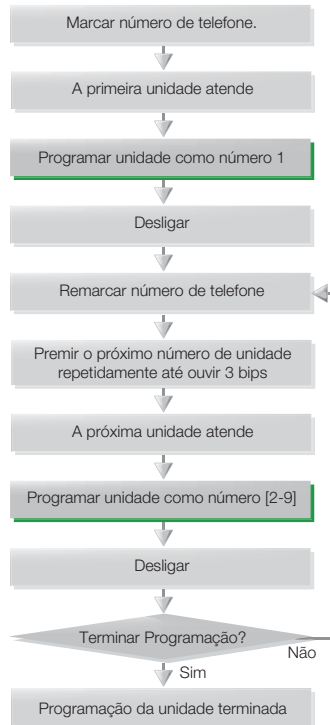 Marcar número de telefone.
A primeira unidade atende
Programar unidade como número 1
Desligar
Remarcar número de telefone
Premir o próximo número de unidade
repetidamente até ouvir 3 bips
A próxima unidade atende
Programar unidade como número [2-9]
Desligar
Terminar Programação?
Não
Sim
Programação da unidade terminada